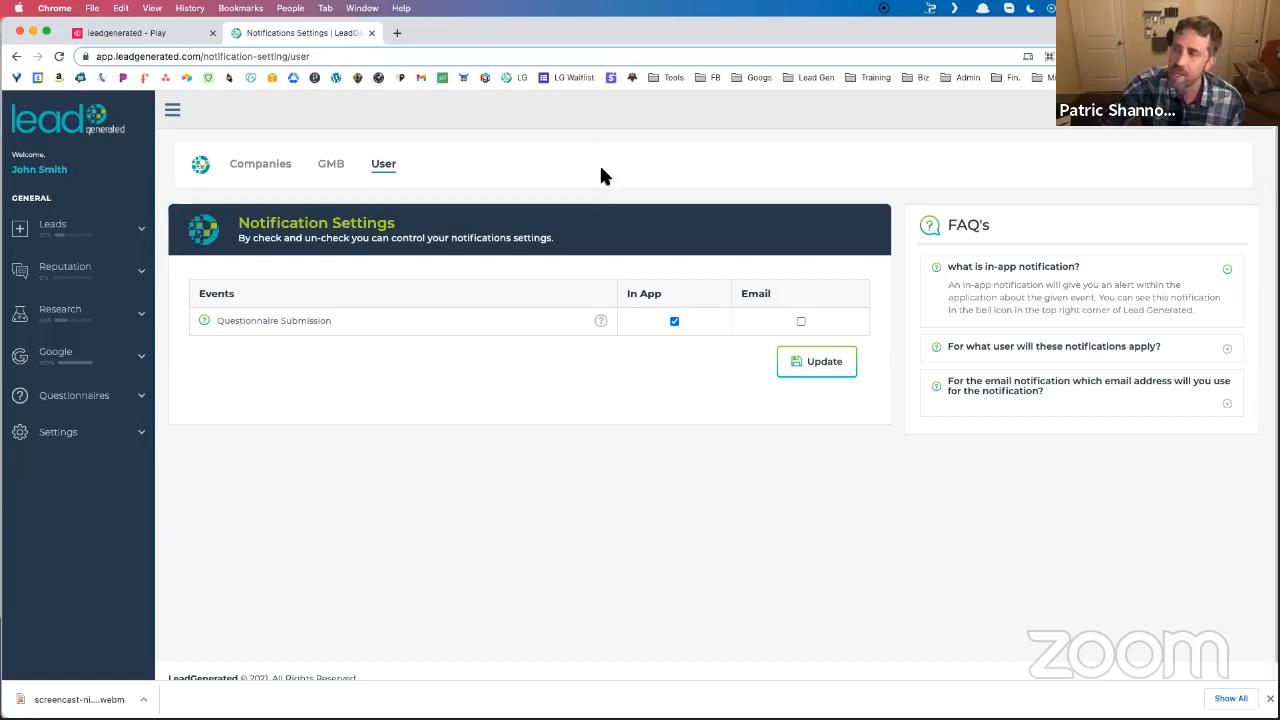 Chrome File Edit View History Bookmarks People Tab Window Help
leadgenerated - Play
Notifications Settings | LeadGe
app.leadgenerated.com/notification-setting/user
LG
LG Waitlist
Tools
FB
Googs
Lead Gen
Training
Biz
Admin
Fin.
Patric Shanno...
lead generated
Welcome,
John Smith
GENERAL
Leads
Reputation
0%
Research
Google
100%
Questionnaires
Settings
Companies GMB User
Notification Settings
By check and un-check you can control your notifications settings.
Events In App Email
Questionnaire Submission
Update
FAQ's
what is in-app notification?
An in-app notification will give you an alert within the
application about the given event. You can see this notification
in the bell icon in the top right corner of Lead Generated.
For what user will these notifications apply?
For the email notification which email address will you use
for the notification?
zoom
LeadGenerated © 2021. All Rights Reserved.
screencast-ni....webm
Show All